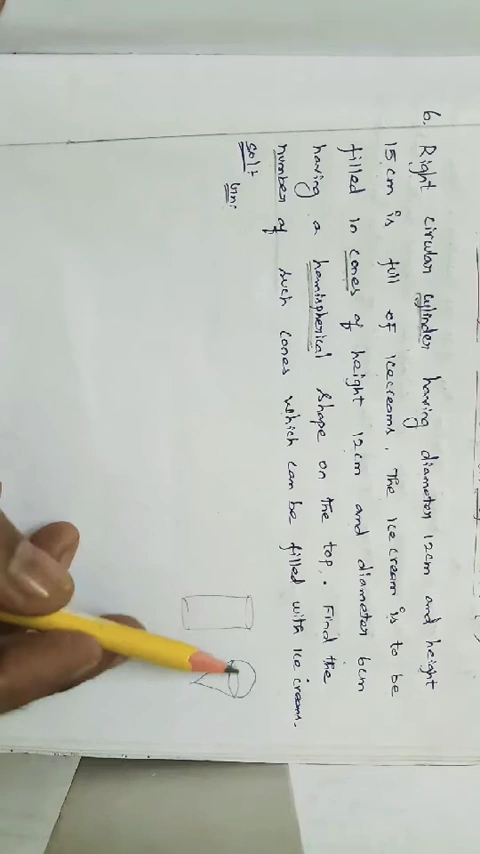 6. Right circular cylinder having diameter 12cm and height
15 cm is full of icecreams. The ice cream is to be
filled in cones of height 12cm and diameter 6cm
having a hemispherical shape on the top. Find the
number of such cones which can be filled with ice cream.
Sol:-
Gn: